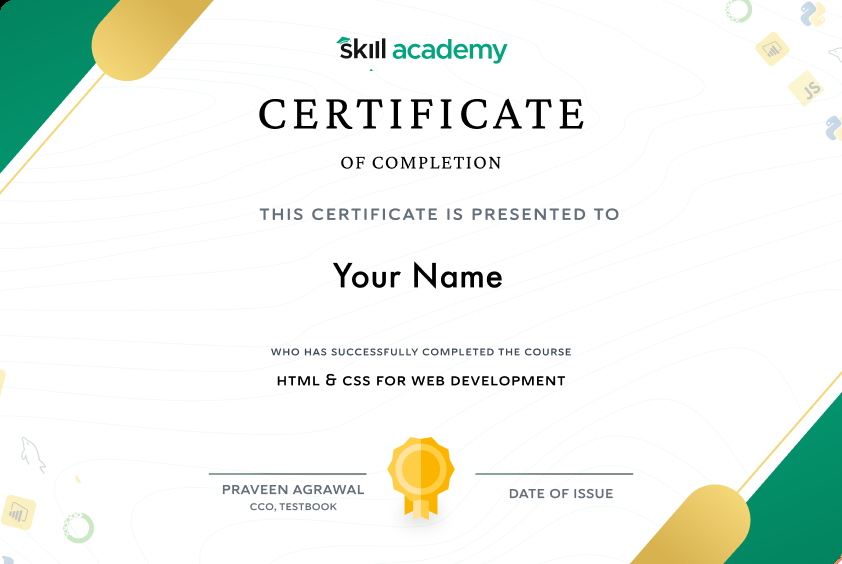 skill academy
CERTIFICATE
OF COMPLETION
THIS CERTIFICATE IS PRESENTED TO
Your Name
WHO HAS SUCCESSFULLY COMPLETED THE COURSE
HTML & CSS FOR WEB DEVELOPMENT
PRAVEEN AGRAWAL
CCO, TESTBOOK
DATE OF ISSUE
JS